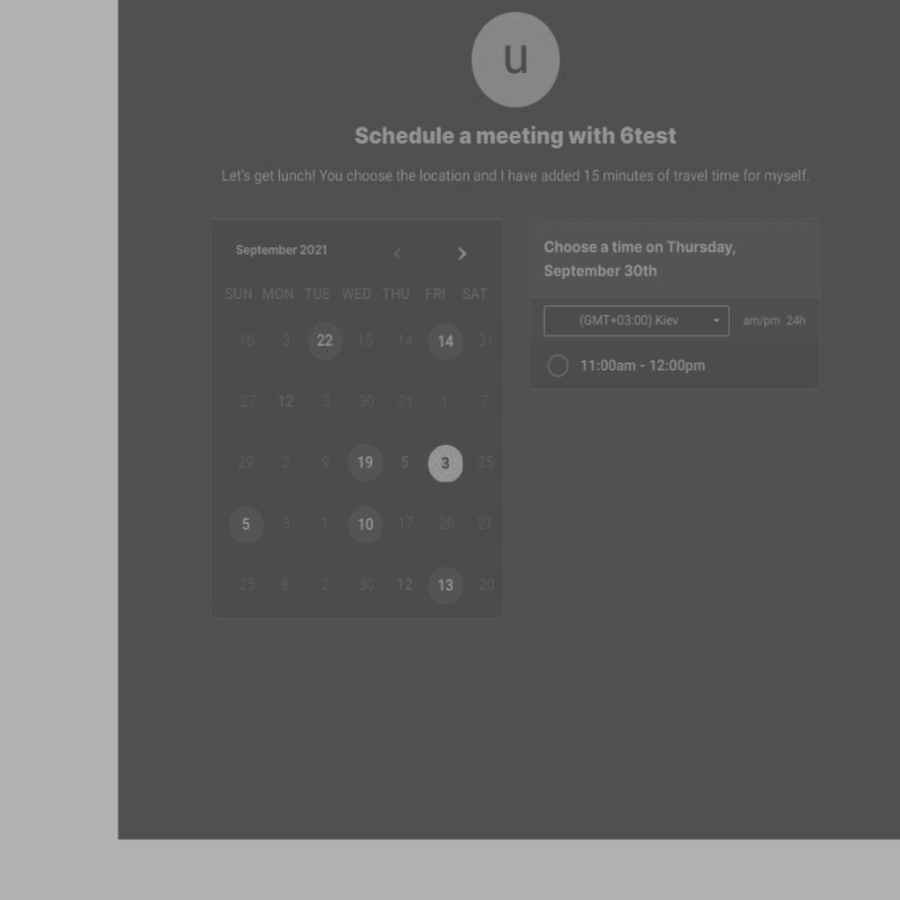 u
Schedule a meeting with 6test
Let's get lunch! You choose the location and I have added 15 minutes of travel time for myself.
September 2021
SUN MON TUE WED THU FRI SAT
16 3 22 15 14 14 31
27 12 3 30 21 1 7
29 2 9 19 5 3 25
5 3 1 10 17 20 21
25 8 2 30 12 13 20
Choose a time on Thursday,
September 30th
(GMT+03:00) Kiev am/pm 24h
11:00am - 12:00pm